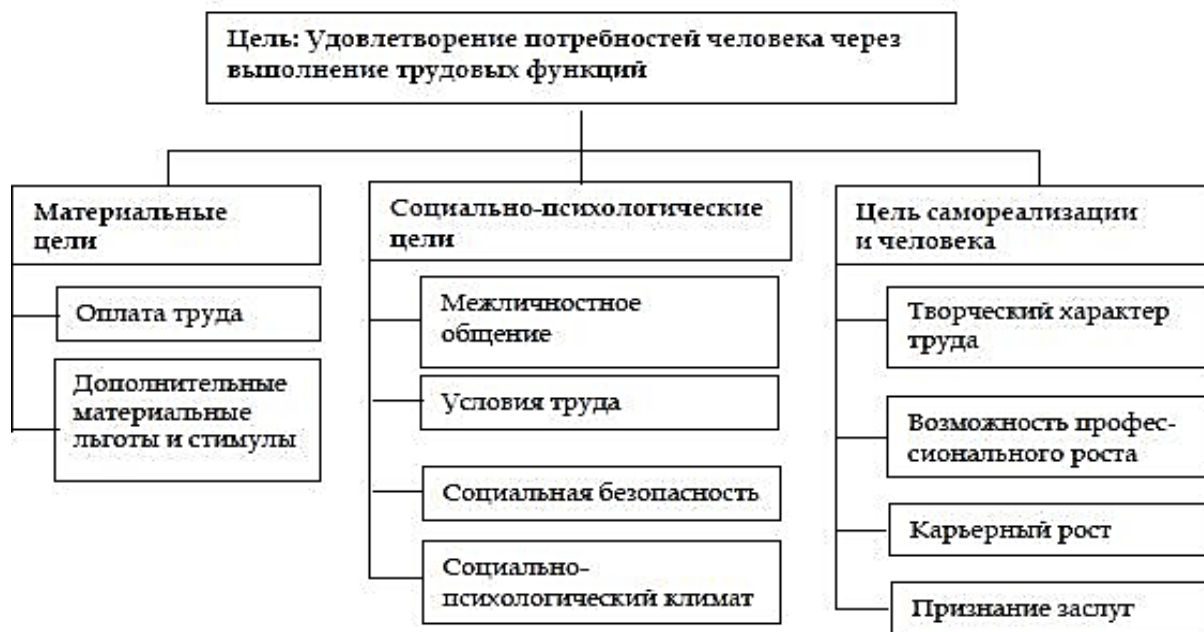 Цель: Удовлетворение потребностей человека через
выполнение трудовых функций
Материальные
цели
Оплата труда
Дополнительные
материальные
льготы и стимулы
Социально-психологические
цели
Межличностное
общение
Условия труда
Социальная безопасность
Социально-
психологический климат
Цель самореализации
и человека
Творческий характер
труда
Возможность профес-
сионального роста
Карьерный рост
Признание заслуг